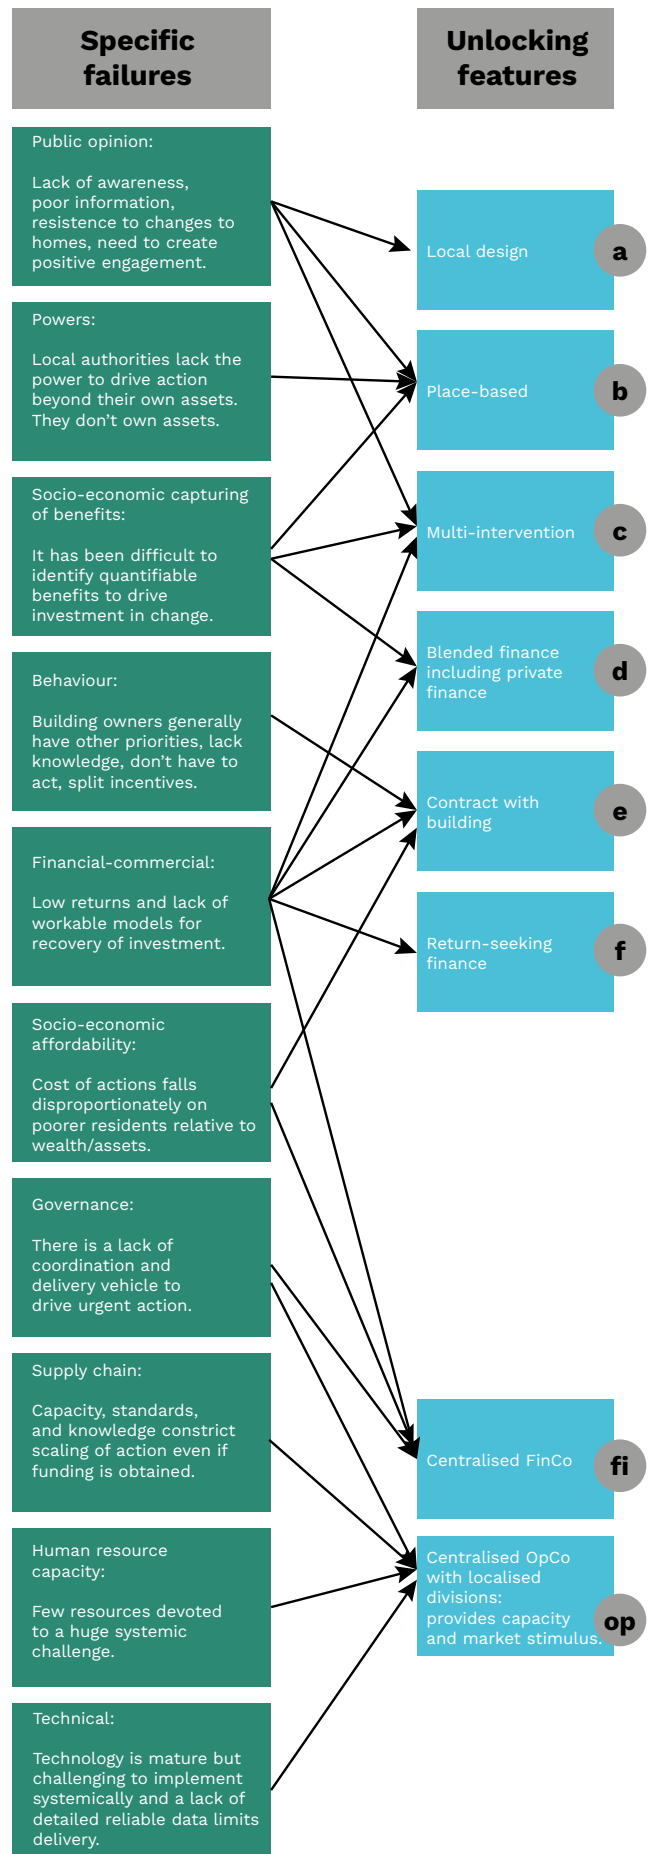 Specific
failures
Unlocking
features
Public opinion:
Lack of awareness,
poor information,
resistence to changes to
homes, need to create
positive engagement.
Powers:
Local authorities lack the
power to drive action
beyond their own assets.
They don’t own assets.
Socio-economic capturing
of benefits:
It has been difficult to
identify quantifiable
benefits to drive
investment in change.
Behaviour:
Building owners generally
have other priorities, lack
knowledge, don’t have to
act, split incentives.
Financial-commercial:
Low returns and lack of
workable models for
recovery of investment.
Socio-economic
affordability:
Cost of actions falls
disproportionately on
poorer residents relative to
wealth/assets.
Governance:
There is a lack of
coordination and
delivery vehicle to
drive urgent action.
Supply chain:
Capacity, standards,
and knowledge constrict
scaling of action even if
funding is obtained.
Human resource
capacity:
Few resources devoted
to a huge systemic
challenge.
Technical:
Technology is mature but
challenging to implement
systemically and a lack of
detailed reliable data limits
delivery.
Local design
a
Place-based
b
Multi-intervention
c
Blended finance
including private
finance
d
Contract with
building
e
Return-seeking
finance
f
Centralised FinCo
fi
Centralised OpCo
with localised
divisions:
provides capacity
and market stimulus.
op